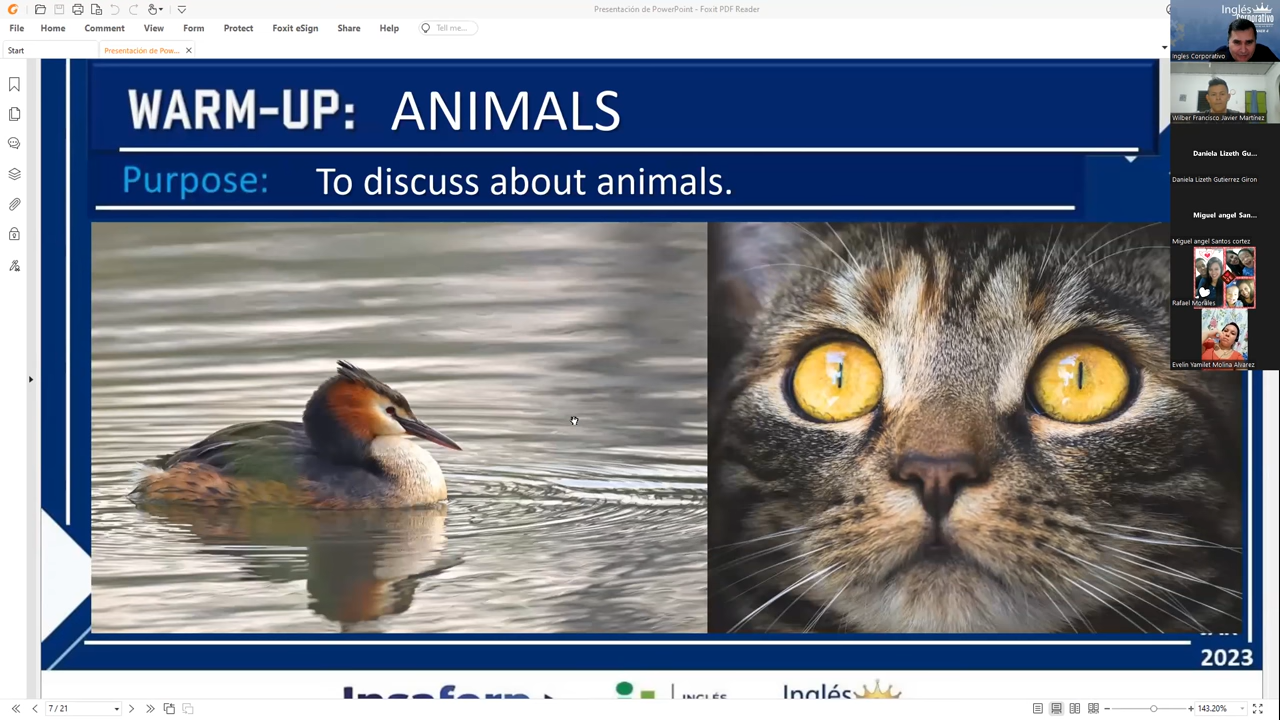 Presentación de PowerPoint - Foxit PDF Reader
File Home Comment View Form Protect Foxit eSign Share Help Tell me...
Start Presentación de Pow...
WARM-UP: ANIMALS
Purpose: To discuss about animals.
2023
INGLÉS
Inglés
7 / 21
143.20%
Inglés
Corporativo
Ingles Corporativo
Wilber Francisco Javier Martínez
Daniela Lizeth Gu...
Daniela Lizeth Gutierrez Giron
Miguel angel San...
Miguel angel Santos cortez
Rafael Morales
Evelin Yamilet Molina Alvarez